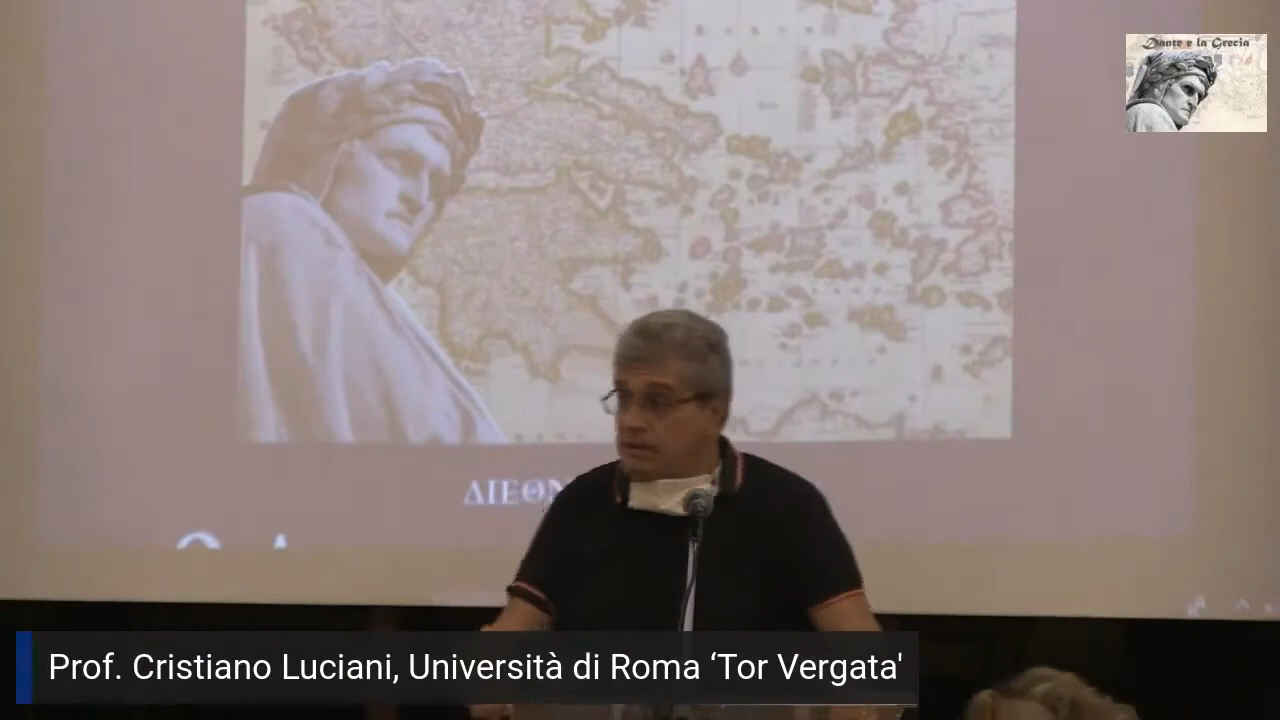 Dante e la Grecia
ΔΙΕΘΝ
Prof. Cristiano Luciani, Università di Roma ‘Tor Vergata'